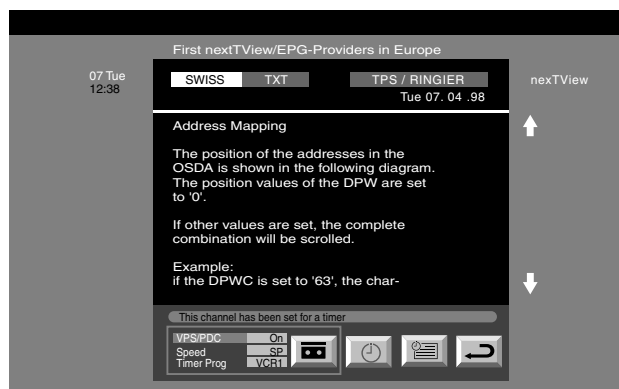 First nextTView/EPG-Providers in Europe
07 Tue
12:38
SWISS TXT TPS / RINGIER nexTView
Tue 07. 04 .98
Address Mapping
The position of the addresses in the
OSDA is shown in the following diagram.
The position values of the DPW are set
to '0'.
If other values are set, the complete
combination will be scrolled.
Example:
if the DPWC is set to '63', the char-
This channel has been set for a timer
VPS/PDC On
Speed SP
Timer Prog VCR1